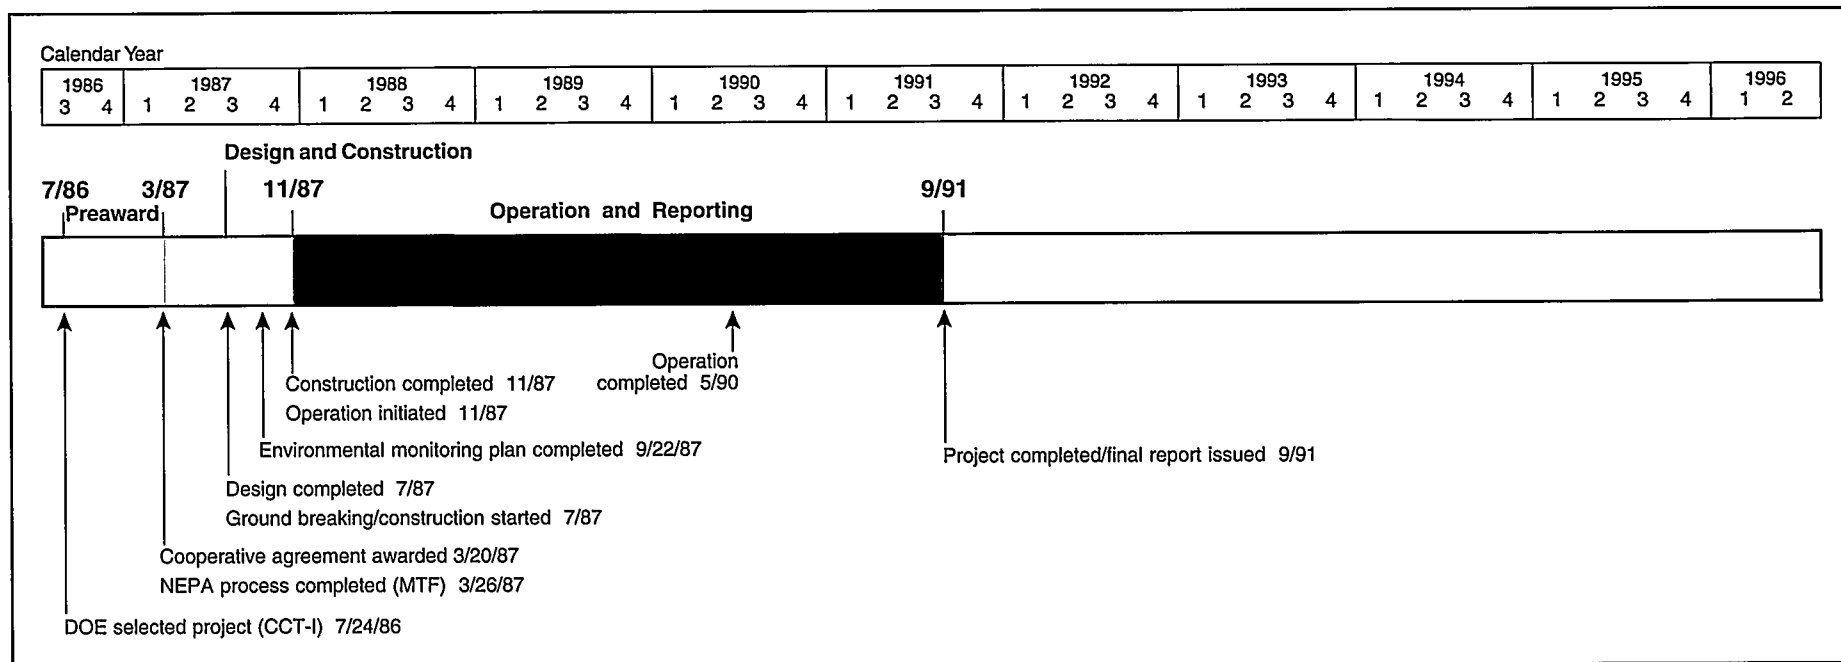 Calendar Year
1986 1987 1988 1989 1990 1991 1992 1993 1994 1995 1996
3 4 1 2 3 4 1 2 3 4 1 2 3 4 1 2 3 4 1 2 3 4 1 2 3 4 1 2 3 4 1 2 3 4 1 2 3 4 1 2
Design and Construction
7/86 3/87 11/87 9/91
Preaward Operation and Reporting
Operation
completed 5/90
Construction completed 11/87
Operation initiated 11/87
Environmental monitoring plan completed 9/22/87
Project completed/final report issued 9/91
Design completed 7/87
Ground breaking/construction started 7/87
Cooperative agreement awarded 3/20/87
NEPA process completed (MTF) 3/26/87
DOE selected project (CCT-I) 7/24/86